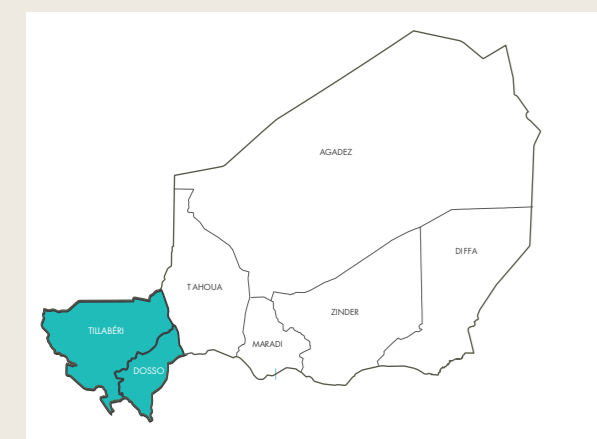 AGADEZ
DIFFA
TAHOUA
ZINDER
TILLABÉRI
MARADI
DOSSO